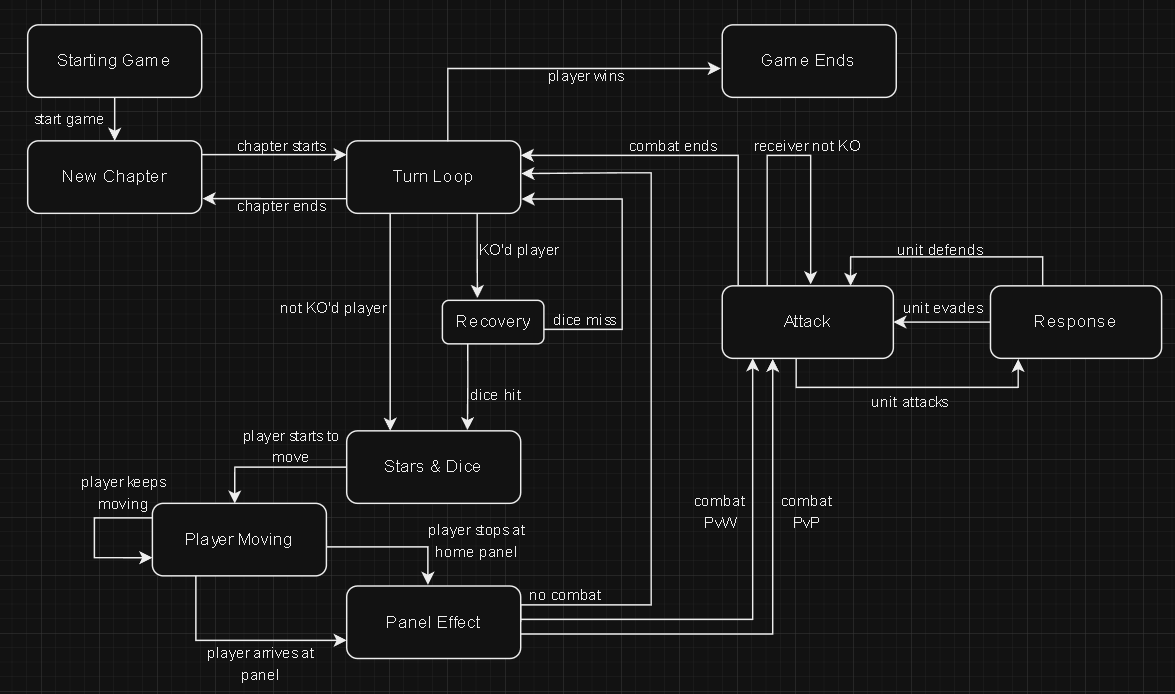 Starting Game
Game Ends
player wins
start game
chapter starts
combat ends
receiver not KO
New Chapter
Turn Loop
chapter ends
KO'd player
unit defends
not KO'd player
Recovery
dice miss
Attack
unit evades
Response
dice hit
unit attacks
player starts to
move
Stars & Dice
player keeps
moving
combat
PvW
combat
PvP
Player Moving
player stops at
home panel
no combat
Panel Effect
player arrives at
panel